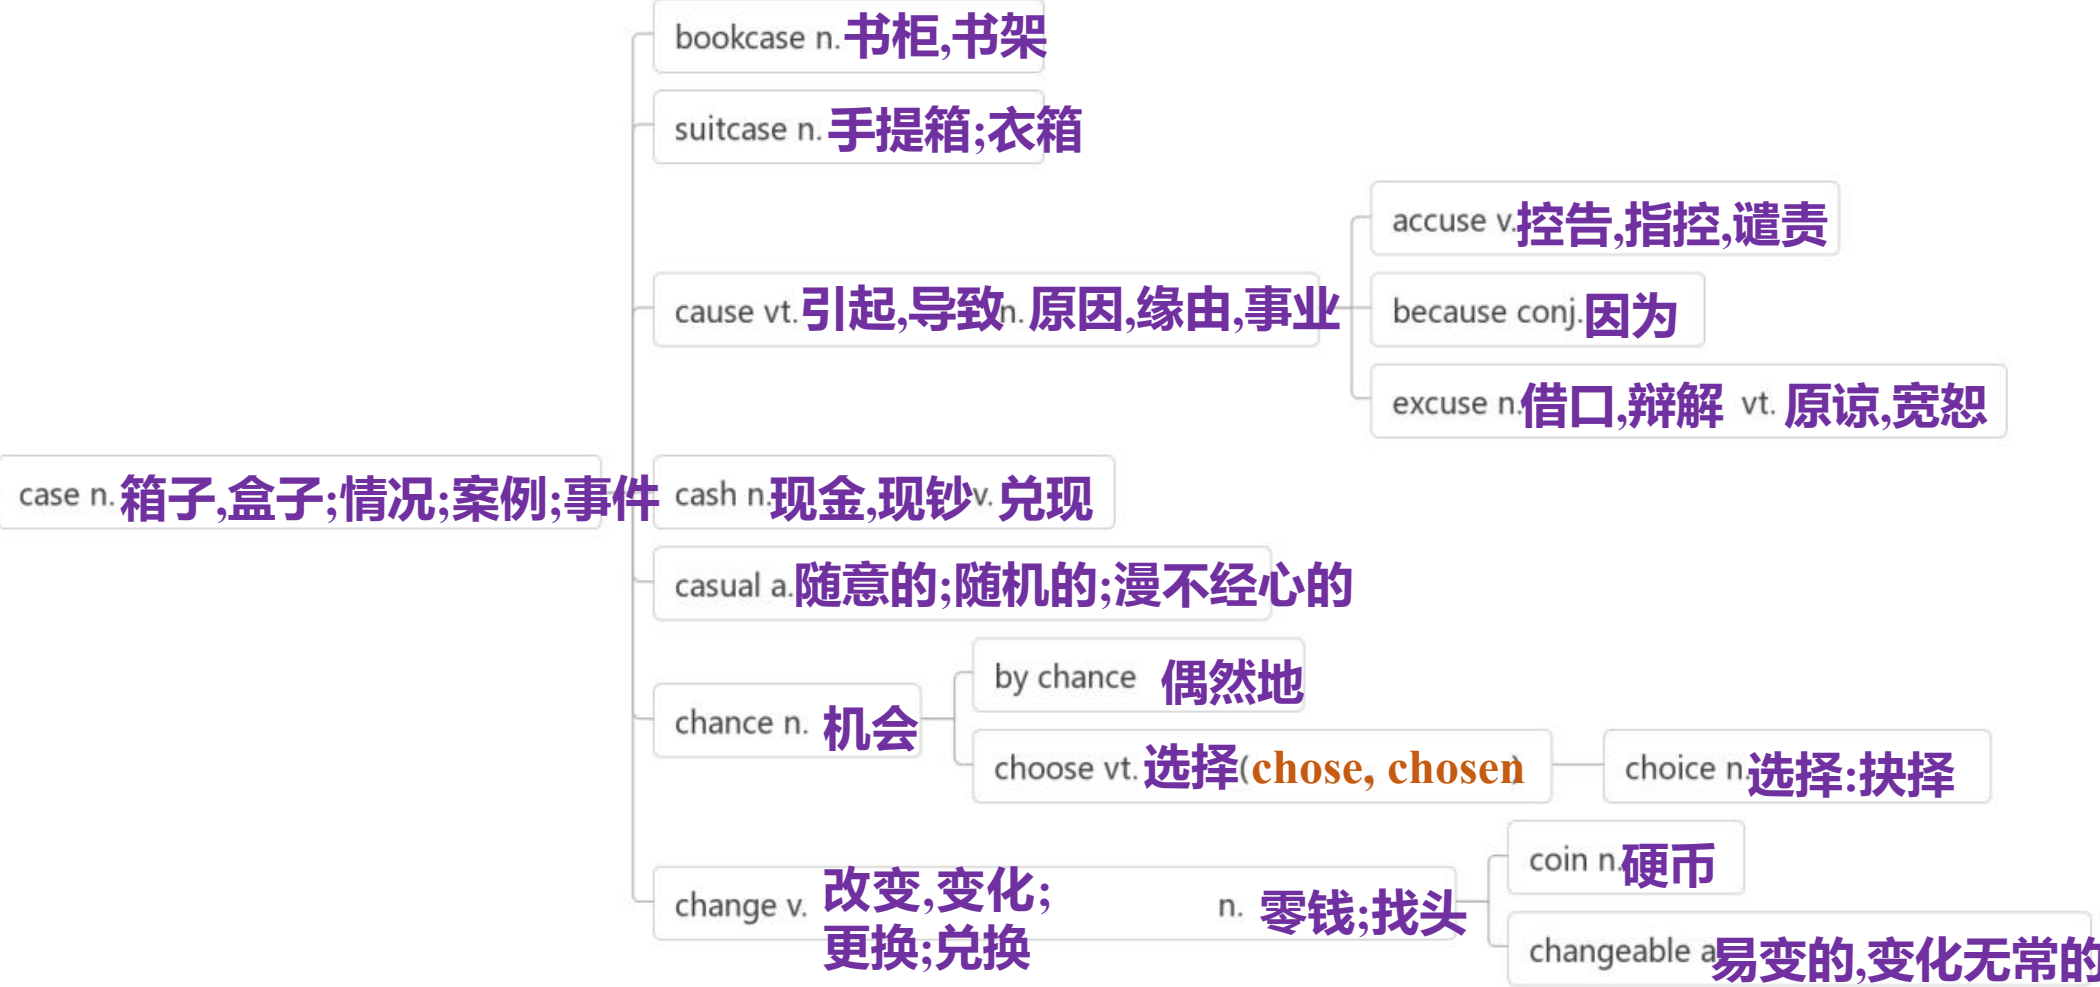 bookcase n. 书柜,书架
suitcase n. 手提箱;衣箱
accuse v. 控告,指控,谴责
cause vt. 引起,导致 n. 原因,缘由,事业
because conj. 因为
excuse n. 借口,辩解 vt. 原谅,宽恕
case n. 箱子,盒子;情况;案例;事件
cash n. 现金,现钞 v. 兑现
casual a. 随意的;随机的;漫不经心的
by chance 偶然地
chance n. 机会
choose vt. 选择(chose, chosen)
choice n. 选择:抉择
coin n. 硬币
change v. 改变,变化;
更换;兑换
n. 零钱;找头
changeable a 易变的,变化无常的